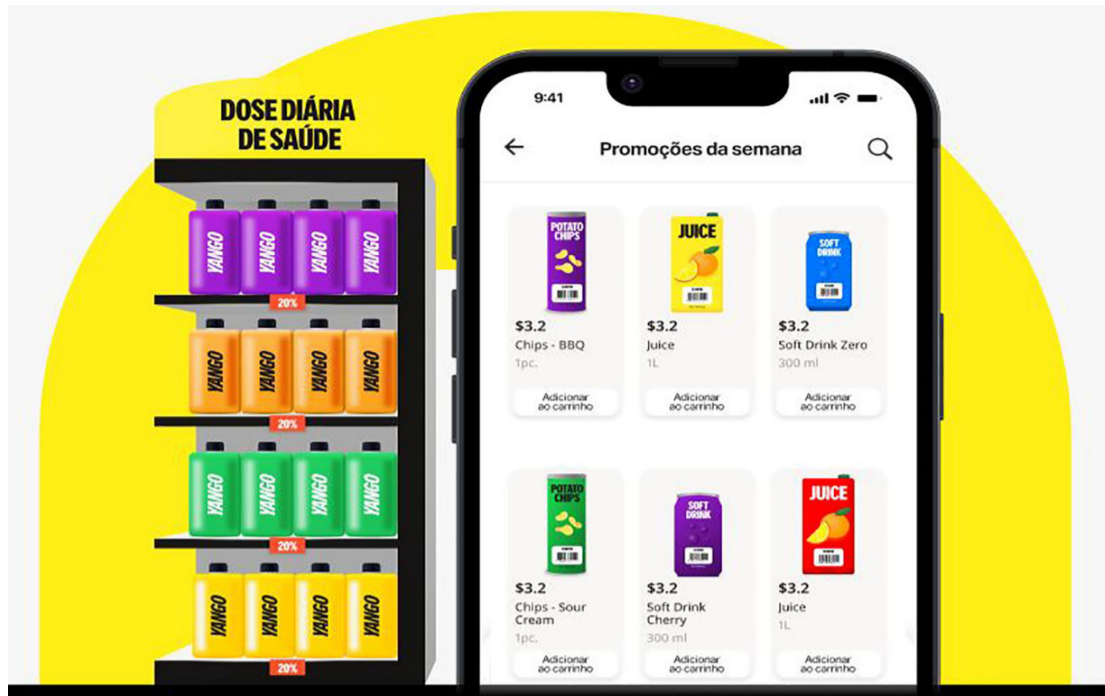 DOSE DIÁRIA
DE SAÚDE
YANGO YANGO YANGO YANGO
20%
YANGO YANGO YANGO YANGO
20%
YANGO YANGO YANGO YANGO
20%
YANGO YANGO YANGO YANGO
20%
9:41
Promoções da semana
POTATO
CHIPS
JUICE
SOFT
DRINK
$3.2
Chips - BBQ
1pc.
Adicionar
ao carrinho
$3.2
Juice
1L
Adicionar
ao carrinho
$3.2
Soft Drink Zero
300 ml
Adicionar
ao carrinho
POTATO
CHIPS
SOFT
DRINK
JUICE
$3.2
Chips - Sour
Cream
1pc.
Adicionar
ao carrinho
$3.2
Soft Drink
Cherry
300 ml
Adicionar
ao carrinho
$3.2
Juice
1L
Adicionar
ao carrinho